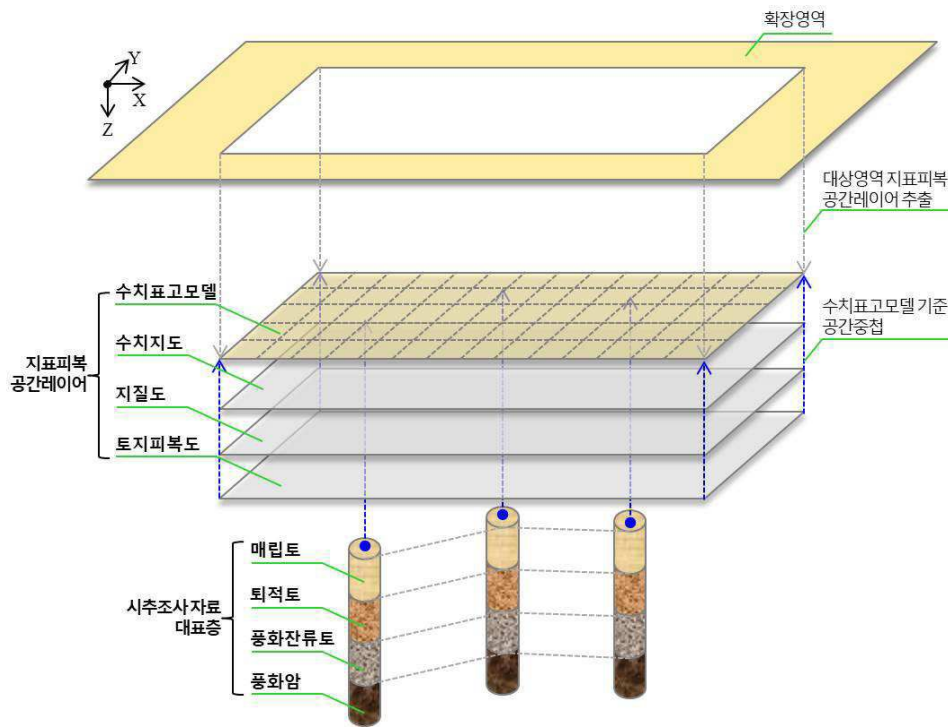 확장영역
Y
X
Z
대상영역 지표피복
공간레이어 추출
수치표고모델
수치지도
지표피복
공간레이어
지질도
토지피복도
수치표고모델 기준
공간중첩
매립토
퇴적토
시추조사 자료
대표층
풍화잔류토
풍화암